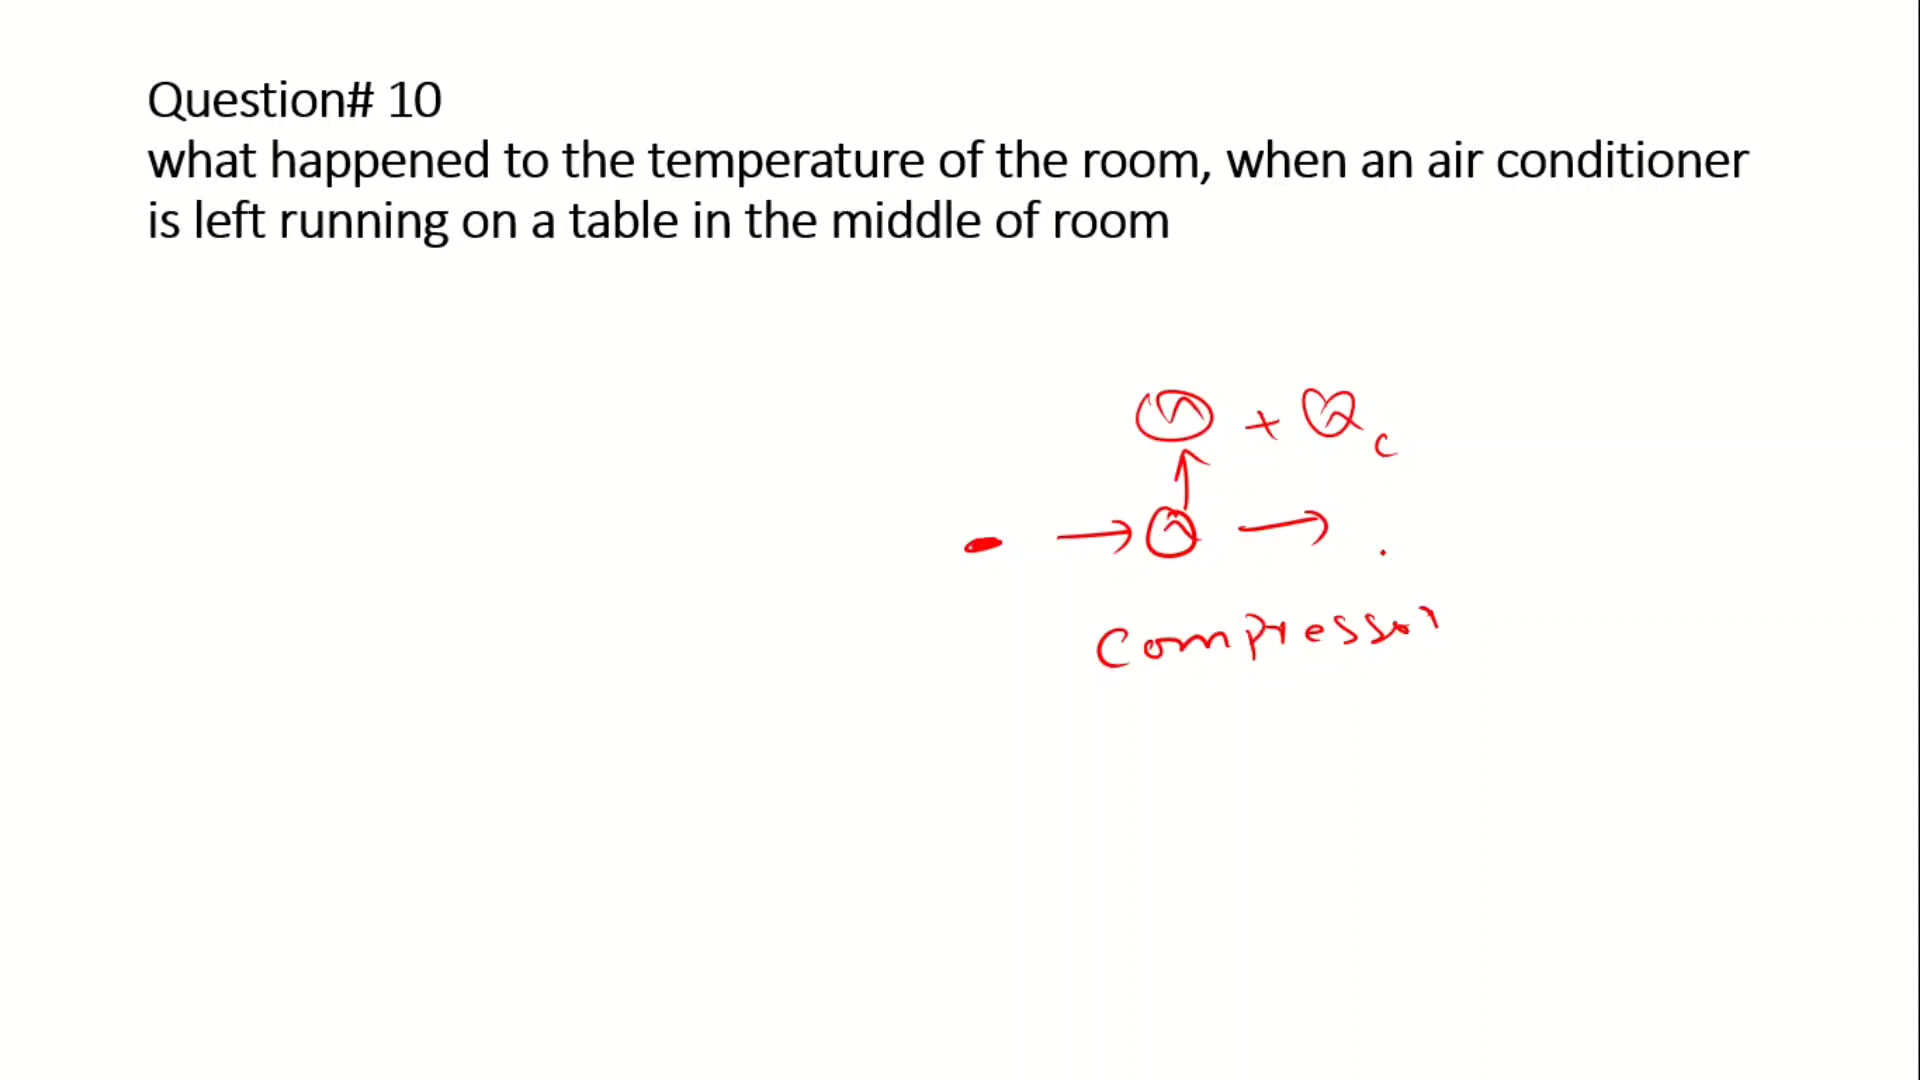 Question# 10
what happened to the temperature of the room, when an air conditioner
is left running on a table in the middle of room
+ Q c
Q
Compressor